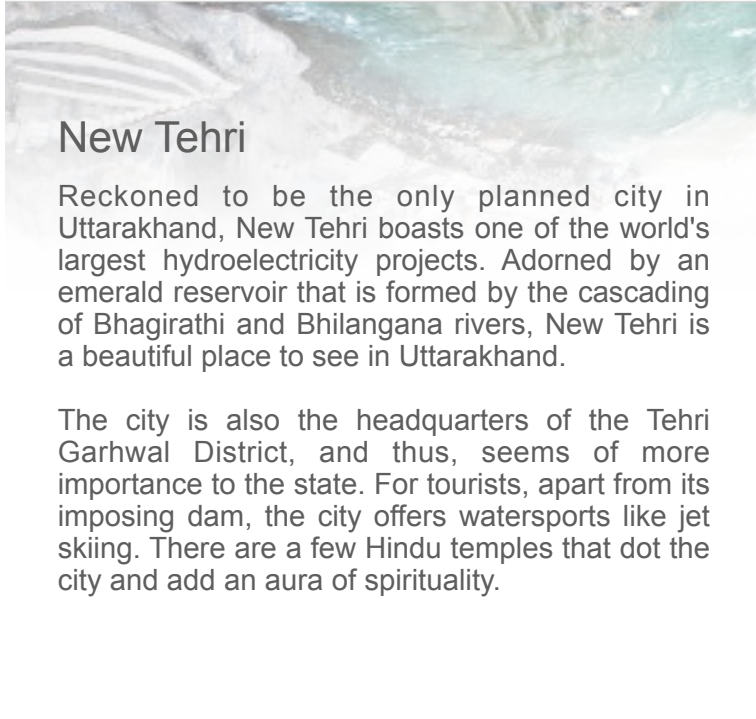 New Tehri
Reckoned to be the only planned city in
Uttarakhand, New Tehri boasts one of the world's
largest hydroelectricity projects. Adorned by an
emerald reservoir that is formed by the cascading
of Bhagirathi and Bhilangana rivers, New Tehri is
a beautiful place to see in Uttarakhand.
The city is also the headquarters of the Tehri
Garhwal District, and thus, seems of more
importance to the state. For tourists, apart from its
imposing dam, the city offers watersports like jet
skiing. There are a few Hindu temples that dot the
city and add an aura of spirituality.